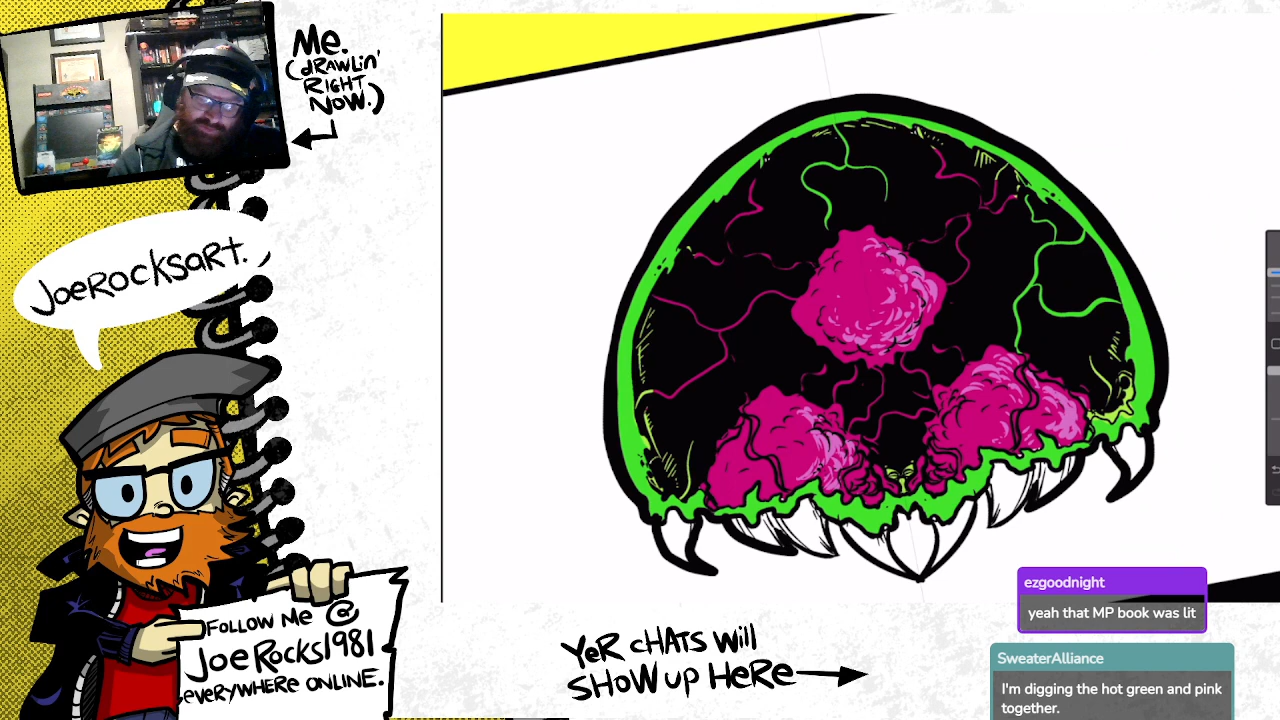 Me.
(dRAWLin'
RIGHT
NOW.)
JoeRocksart.
FOLLOW Me @
JoeRocks1981
everYWHeRe ONLINE.
YeR cHATS Will
SHOW up HeRe
ezgoodnight
yeah that MP book was lit
SweaterAlliance
I'm digging the hot green and pink
together.